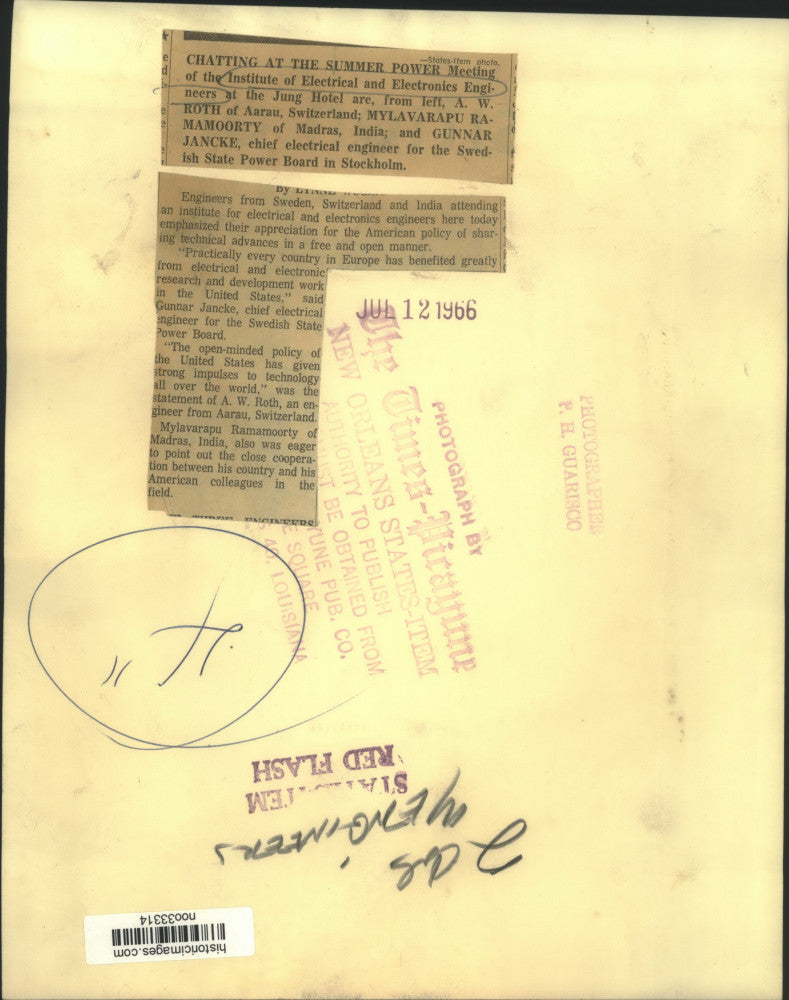 —States-Item photo.
CHATTING AT THE SUMMER POWER Meeting
of the Institute of Electrical and Electronics Engi-
neers at the Jung Hotel are, from left, A. W.
ROTH of Aarau, Switzerland; MYLAVARAPU RA-
MAMOORTY of Madras, India; and GUNNAR
JANCKE, chief electrical engineer for the Swed-
ish State Power Board in Stockholm.
By LYNNE
Engineers from Sweden, Switzerland and India attending
an institute for electrical and electronics engineers here today
emphasized their appreciation for the American policy of shar-
ing technical advances in a free and open manner.
"Practically every country in Europe has benefited greatly
from electrical and electronic
research and development work
in the United States," said
Gunnar Jancke, chief electrical
engineer for the Swedish State
Power Board.
"The open-minded policy of
the United States has given
strong impulses to technology
all over the world," was the
statement of A. W. Roth, an en-
gineer from Aarau, Switzerland.
Mylavarapu Ramamoorty of
Madras, India, also was eager
to point out the close coopera-
tion between his country and his
American colleagues in the
field.
THREE ENGINEERS
JUL 12 1966
PHOTOGRAPH BY
The Times-Picayune
NEW ORLEANS STATES-ITEM
AUTHORITY TO PUBLISH
MUST BE OBTAINED FROM
YUNE PUB. CO.
E SQUARE
40, LOUISIANA
PHOTOGRAPHER
P. H. GUARISCO
STATES-ITEM
RED FLASH
2
ENGINEERS
historicimages.com
noo33314